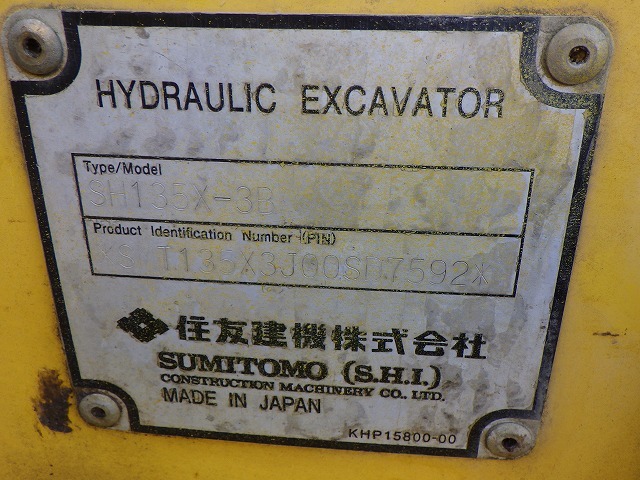 HYDRAULIC EXCAVATOR
Type/Model
SH135X-3B
Product Identification Number (PIN)
住友建機株式会社
SUMITOMO (S.H.I.)
CONSTRUCTION MACHINERY CO., LTD.
MADE IN JAPAN
KHP15800-00